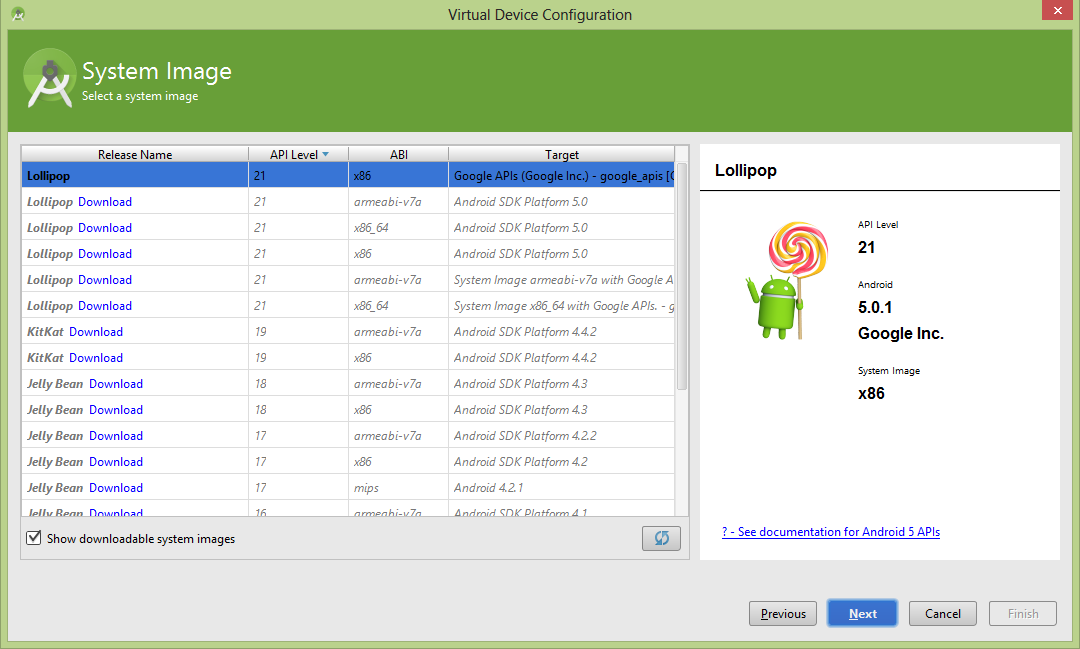 Virtual Device Configuration
System Image
Select a system image
Release Name API Level ABI Target
Lollipop 21 x86 Google APIs (Google Inc.) - google_apis [
Lollipop Download 21 armeabi-v7a Android SDK Platform 5.0
Lollipop Download 21 x86_64 Android SDK Platform 5.0
Lollipop Download 21 x86 Android SDK Platform 5.0
Lollipop Download 21 armeabi-v7a System Image armeabi-v7a with Google A
Lollipop Download 21 x86_64 System Image x86_64 with Google APIs. - g
KitKat Download 19 armeabi-v7a Android SDK Platform 4.4.2
KitKat Download 19 x86 Android SDK Platform 4.4.2
Jelly Bean Download 18 armeabi-v7a Android SDK Platform 4.3
Jelly Bean Download 18 x86 Android SDK Platform 4.3
Jelly Bean Download 17 armeabi-v7a Android SDK Platform 4.2.2
Jelly Bean Download 17 x86 Android SDK Platform 4.2
Jelly Bean Download 17 mips Android 4.2.1
Jelly Bean Download 16 armeabi-v7a Android SDK Platform 4.1
Show downloadable system images
Lollipop
API Level
21
Android
5.0.1
Google Inc.
System Image
x86
? - See documentation for Android 5 APIs
Previous Next Cancel Finish